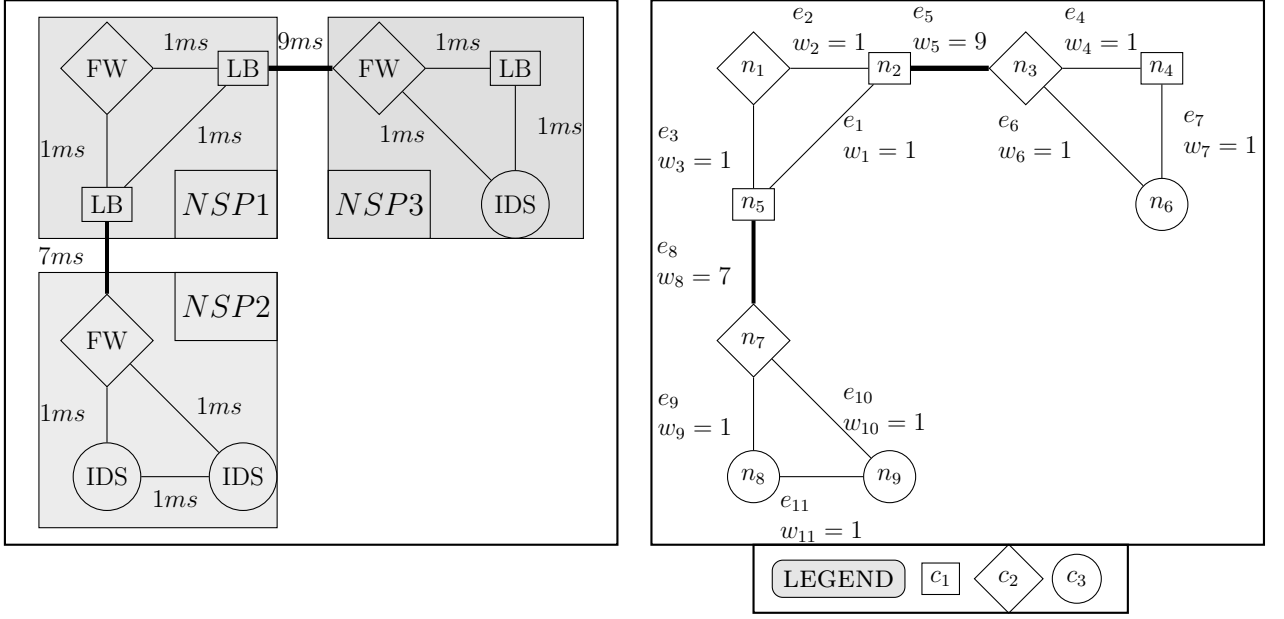 1ms
9ms
1ms
FW
LB
FW
LB
1ms
1ms
1ms
1ms
LB
NSP1
NSP3
IDS
7ms
NSP2
FW
1ms
1ms
IDS
IDS
1ms
e2
w2 = 1
e5
w5 = 9
e4
w4 = 1
n1
n2
n3
n4
e3
w3 = 1
e1
w1 = 1
e6
w6 = 1
e7
w7 = 1
n5
n6
e8
w8 = 7
n7
e9
w9 = 1
e10
w10 = 1
n8
n9
e11
w11 = 1
LEGEND
c1
c2
c3